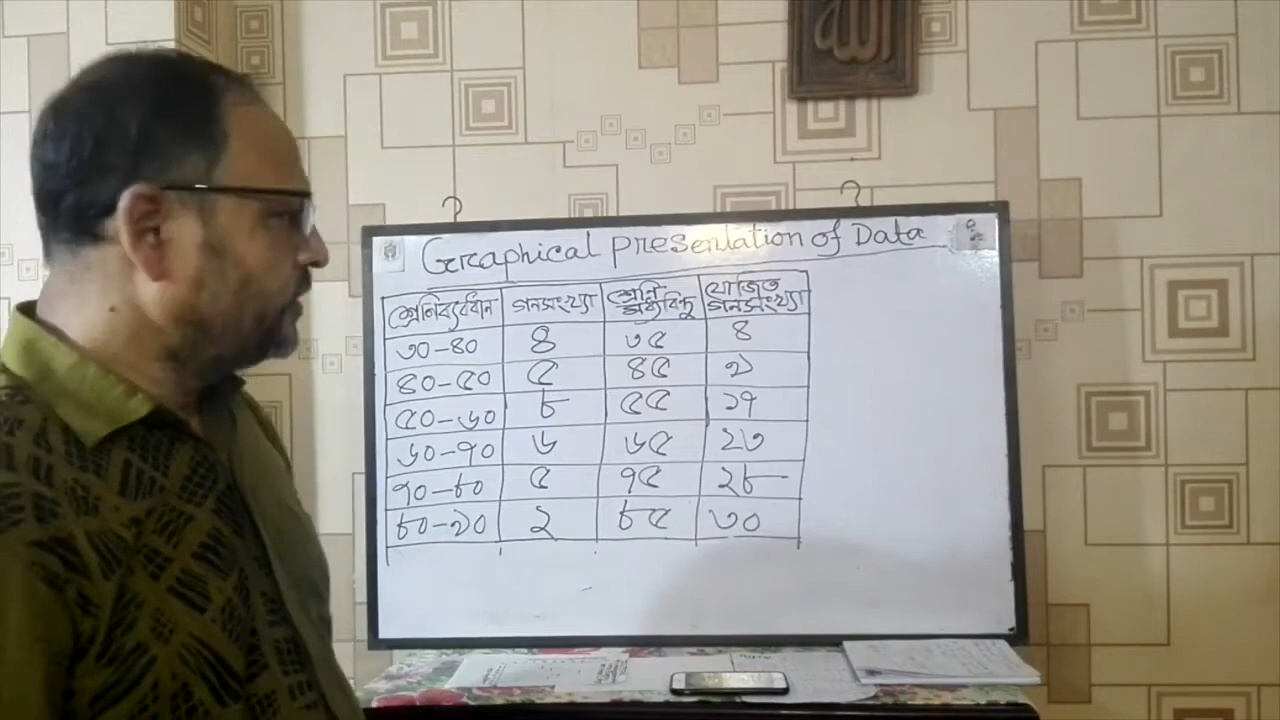 Graphical presentation of Data
শ্রেনিব্যবধান গনসংখ্যা শ্রেনি মধ্যবিন্দু যোজিত গনসংখ্যা
৩০-৪০ ৪ ৩৫ ৪
৪০-৫০ ৫ ৪৫ ৯
৫০-৬০ ৮ ৫৫ ১৭
৬০-৭০ ৬ ৬৫ ২৩
৭০-৮০ ৫ ৭৫ ২৮
৮০-৯০ ২ ৮৫ ৩০
الله